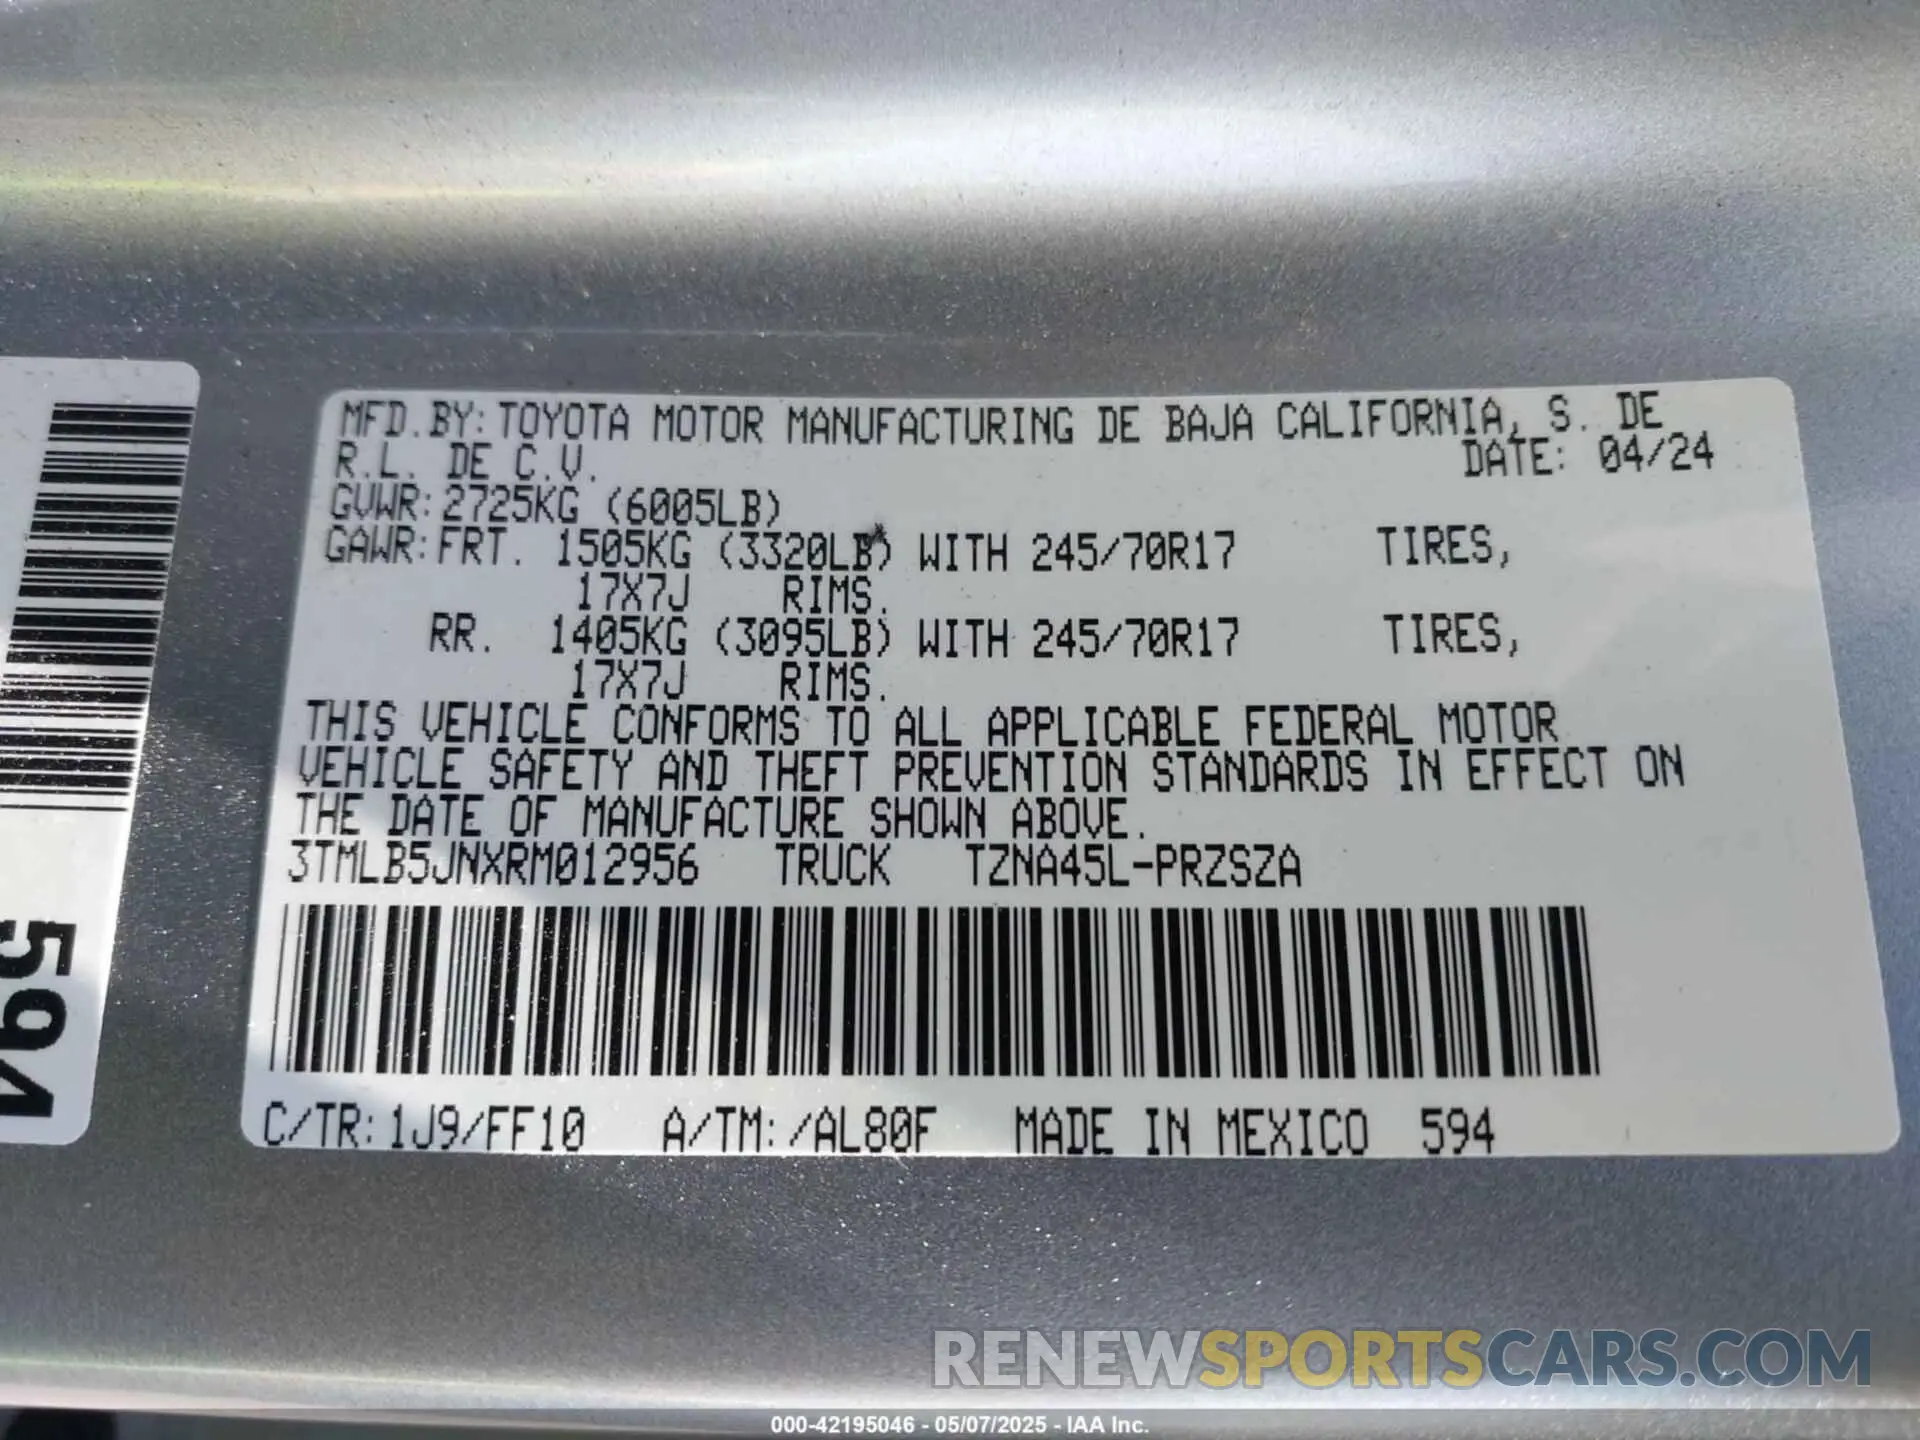 MFD.BY: TOYOTA MOTOR MANUFACTURING DE BAJA CALIFORNIA, S. DE
R.L. DE C.V. DATE: 04/24
GVWR: 2725KG (6005LB)
GAWR: FRT. 1505KG (3320LB) WITH 245/70R17 TIRES,
17X7J RIMS.
RR. 1405KG (3095LB) WITH 245/70R17 TIRES,
17X7J RIMS.
THIS VEHICLE CONFORMS TO ALL APPLICABLE FEDERAL MOTOR
VEHICLE SAFETY AND THEFT PREVENTION STANDARDS IN EFFECT ON
THE DATE OF MANUFACTURE SHOWN ABOVE.
3TMLB5JNXRM012956 TRUCK TZNA45L-PRZSZA
C/TR: 1J9/FF10 A/TM: /AL80F MADE IN MEXICO 594
594
RENEWSPORTSCARS.COM
000-42195046 - 05/07/2025 - IAA Inc.